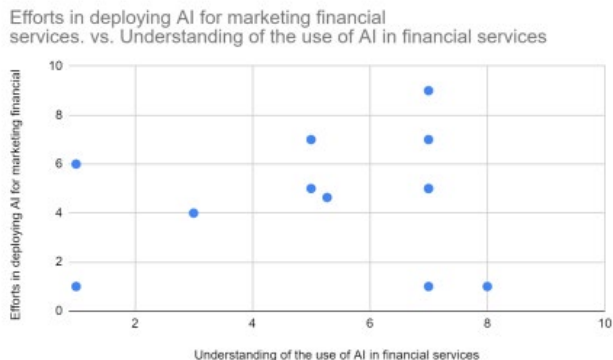 Efforts in deploying AI for marketing financial
services. vs. Understanding of the use of AI in financial services
Efforts in deploying AI for marketing financial
10
8
6
4
2
0
2
4
6
8
10
Understanding of the use of AI in financial services